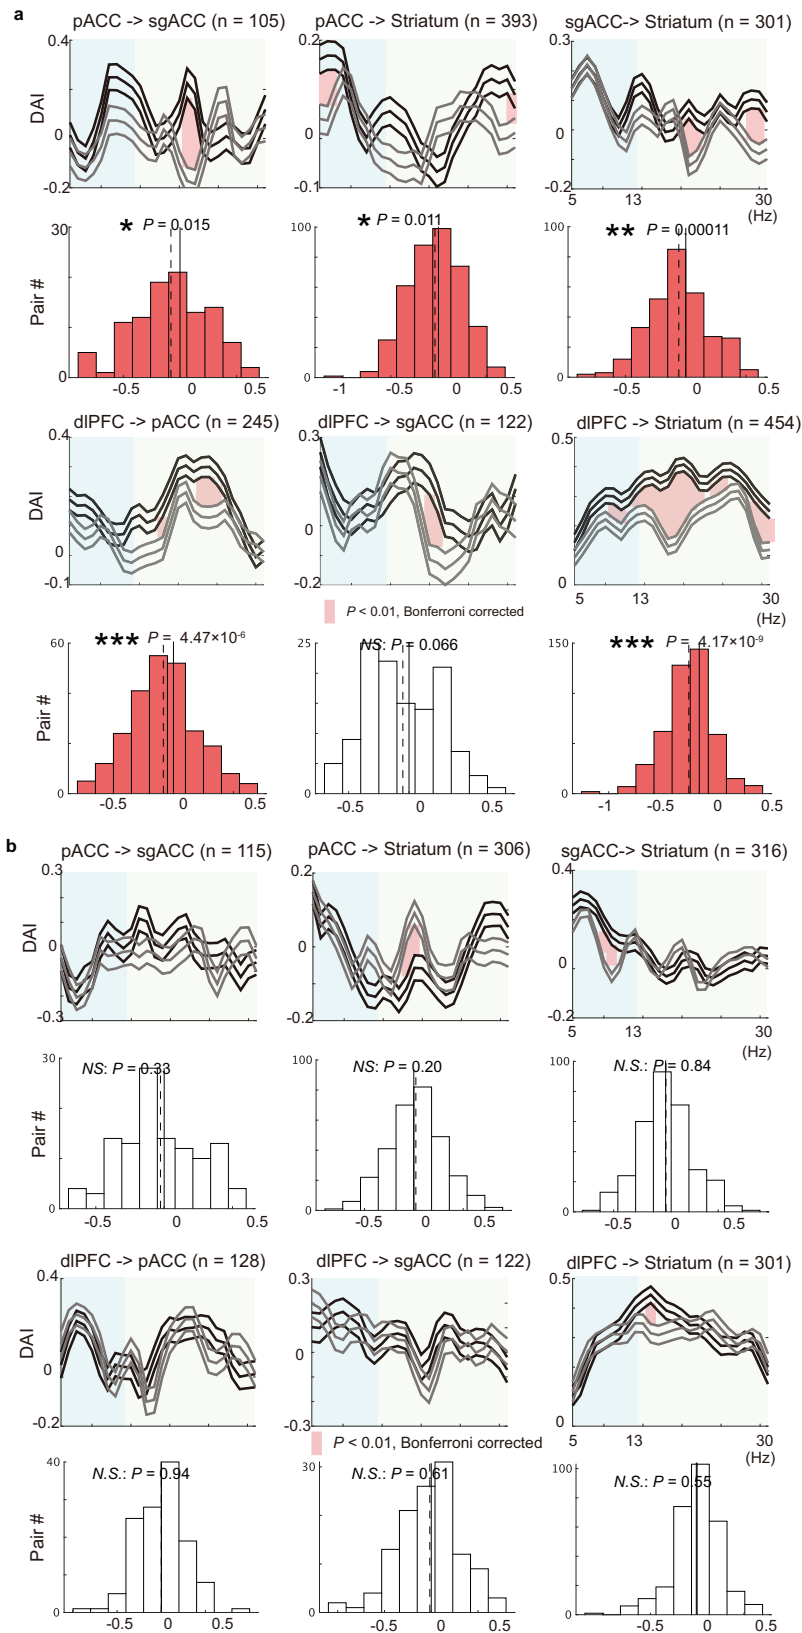 a
pACC -> sgACC (n = 105) pACC -> Striatum (n = 393) sgACC-> Striatum (n = 301)
0.4 0.2 0.3
DAI
0 0 0
-0.2 -0.1 -0.2
5 13 30
(Hz)
* P = 0.015 * P = 0.011 ** P = 0.00011
30 100 100
Pair #
0 0 0
-0.5 0 0.5 -1 -0.5 0 0.5 -0.5 0 0.5
dlPFC -> pACC (n = 245) dlPFC -> sgACC (n = 122) dlPFC -> Striatum (n = 454)
0.4 0.3 0.5
DAI
0 0
-0.1 -0.2 0
5 13 30
(Hz)
P < 0.01, Bonferroni corrected
*** P = 4.47×10-6 NS: P = 0.066 *** P = 4.17×10-9
60 25 150
Pair #
0 0 0
-0.5 0 0.5 -0.5 0 0.5 -1 -0.5 0 0.5
b
pACC -> sgACC (n = 115) pACC -> Striatum (n = 306) sgACC-> Striatum (n = 316)
0.3 0.2 0.4
DAI
0 0 0
-0.3 -0.2 -0.2
5 13 30
(Hz)
NS: P = 0.33 NS: P = 0.20 N.S.: P = 0.84
30 100 100
Pair #
0 0 0
-0.5 0 0.5 -0.5 0 0.5 -0.5 0 0.5
dlPFC -> pACC (n = 128) dlPFC -> sgACC (n = 122) dlPFC -> Striatum (n = 301)
0.4 0.3 0.5
DAI
0 0
-0.2 -0.3 0
5 13 30
(Hz)
P < 0.01, Bonferroni corrected
N.S.: P = 0.94 N.S.: P = 0.61 N.S.: P = 0.55
40 30 100
Pair #
0 0 0
-0.5 0 0.5 -0.5 0 0.5 -0.5 0 0.5